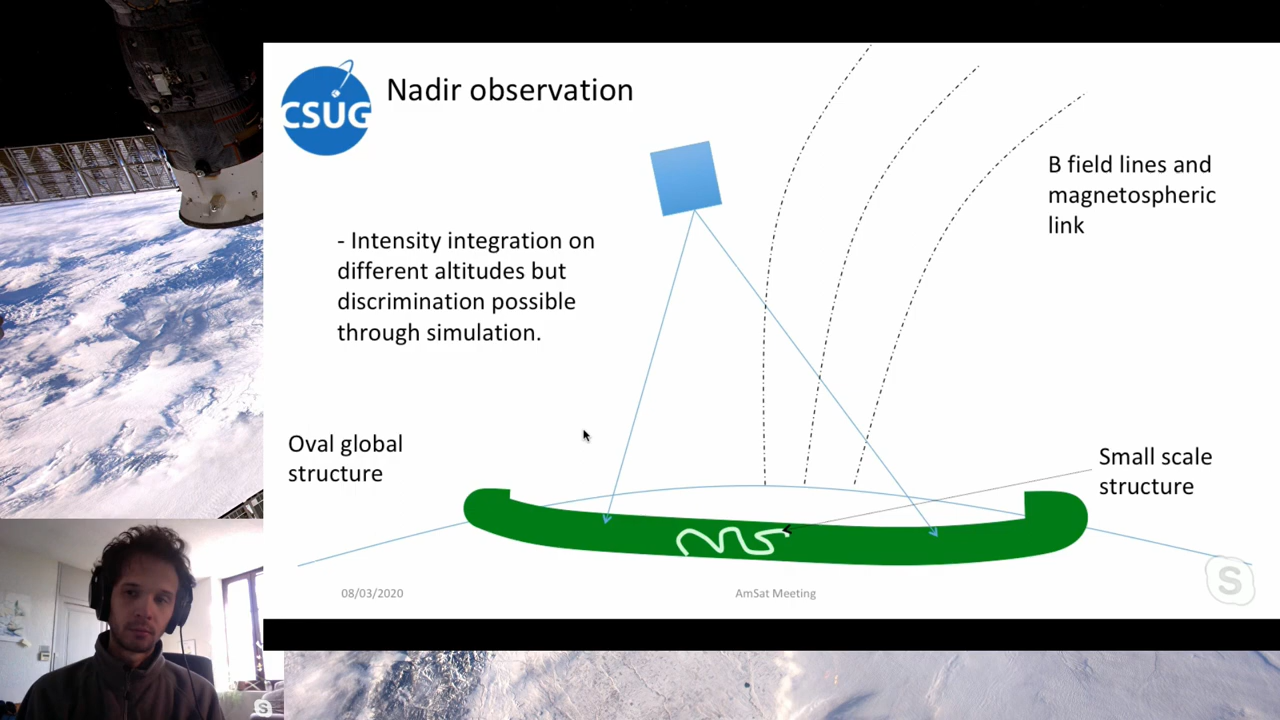 CSUG
Nadir observation
B field lines and
magnetospheric
link
- Intensity integration on
different altitudes but
discrimination possible
through simulation.
Oval global
structure
Small scale
structure
08/03/2020
AmSat Meeting
S
S